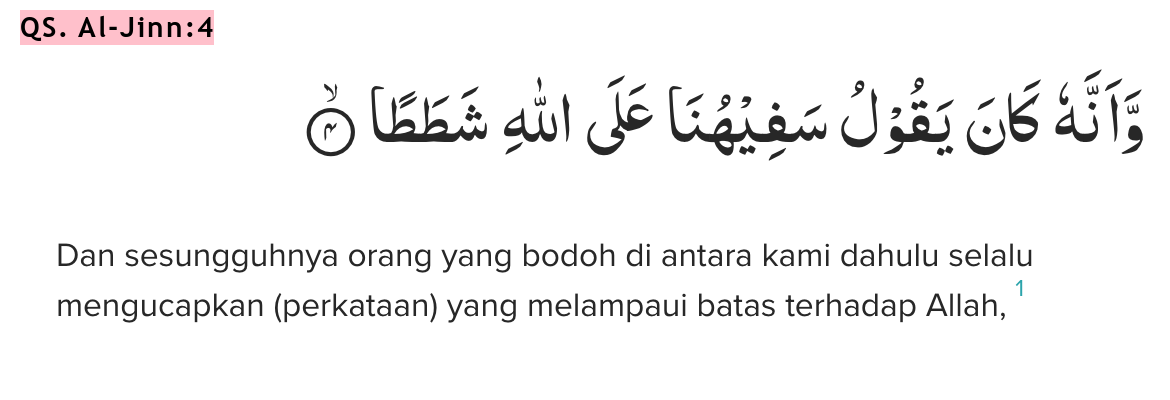 QS. Al-Jinn:4
وَّاَنَّهٗ كَانَ يَقُوْلُ سَفِيْهُنَا عَلَى اللّٰهِ شَطَطًاۙ ٤
Dan sesungguhnya orang yang bodoh di antara kami dahulu selalu
mengucapkan (perkataan) yang melampaui batas terhadap Allah, 1